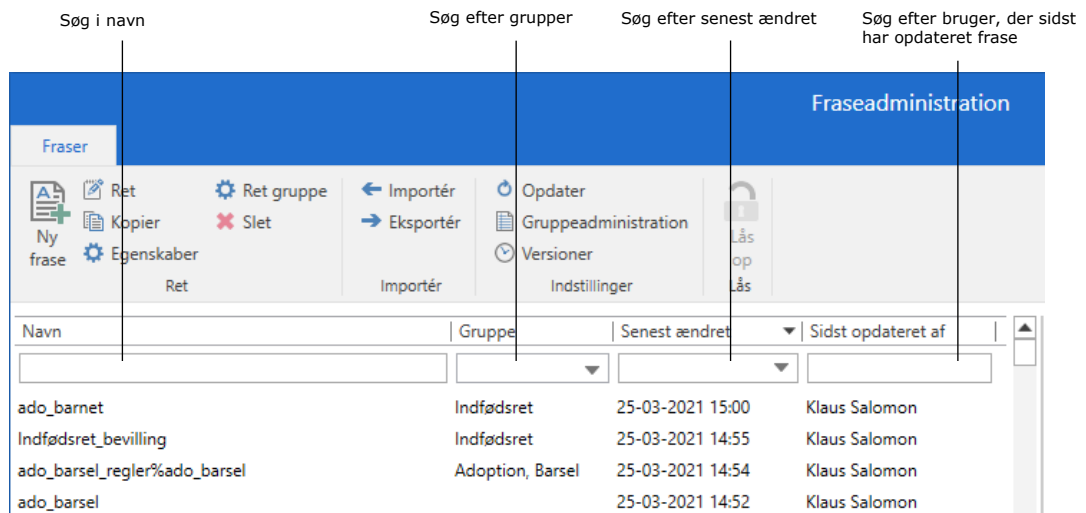 Søg i navn
Søg efter grupper
Søg efter senest ændret
Søg efter bruger, der sidst
har opdateret frase
Fraseadministration
Fraser
Ny
frase
Ret
Kopier
Egenskaber
Ret gruppe
Slet
Ret
Importér
Eksportér
Importér
Opdater
Gruppeadministration
Versioner
Indstillinger
Lås
op
Lås
Navn Gruppe Senest ændret Sidst opdateret af
ado_barnet Indfødsret 25-03-2021 15:00 Klaus Salomon
Indfødsret_bevilling Indfødsret 25-03-2021 14:55 Klaus Salomon
ado_barsel_regler%ado_barsel Adoption, Barsel 25-03-2021 14:54 Klaus Salomon
ado_barsel 25-03-2021 14:52 Klaus Salomon